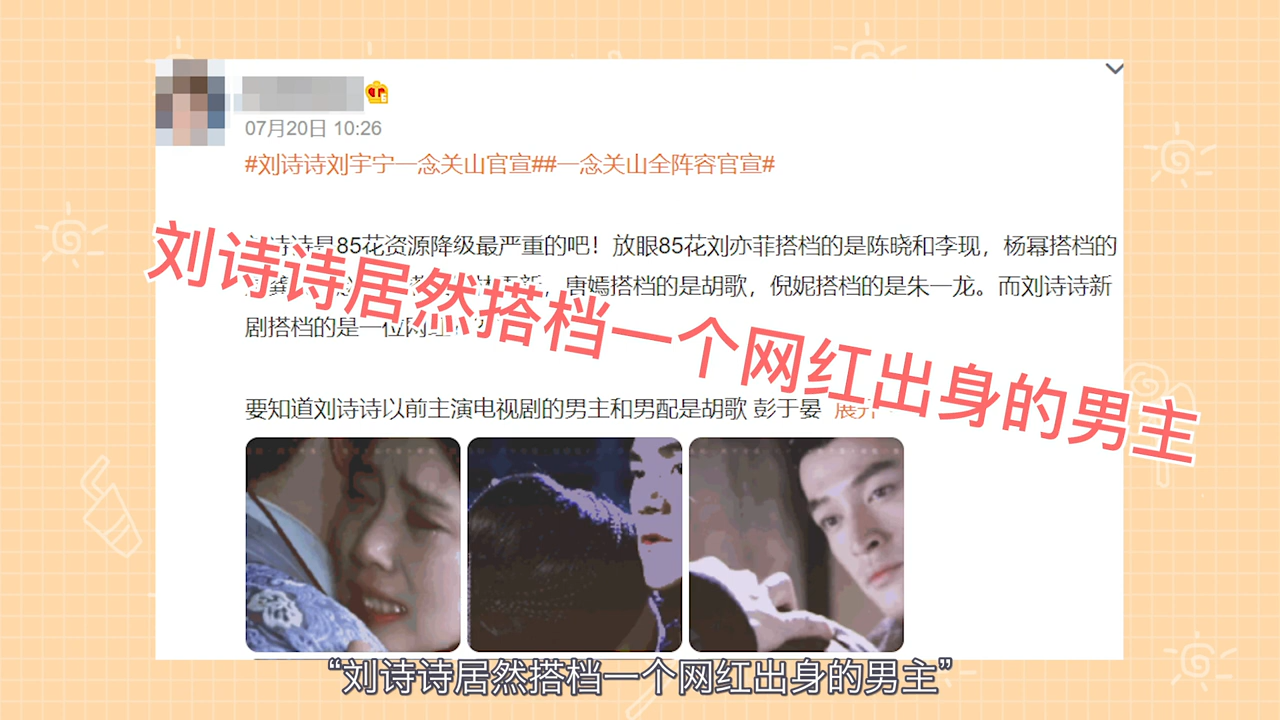 07月20日 10:26
#刘诗诗刘宇宁一念关山官宣##一念关山全阵容官宣#
诗诗是85花资源降级最严重的吧！放眼85花刘亦菲搭档的是陈晓和李现，杨幂搭档的
唐嫣搭档的是胡歌，倪妮搭档的是朱一龙。而刘诗诗新
剧搭档的是一位网红
刘诗诗居然搭档一个网红出身的男主
要知道刘诗诗以前主演电视剧的男主和男配是胡歌 彭于晏 展开
“刘诗诗居然搭档一个网红出身的男主”